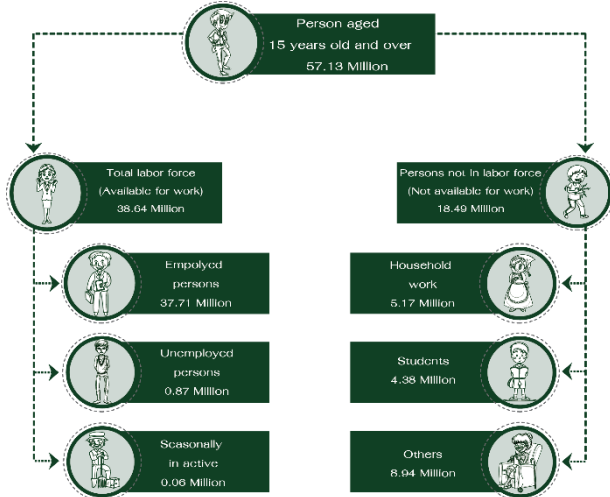 Person aged
15 years old and over
57.13 Million
Total labor force
(Available for work)
38.64 Million
Persons not in labor force
(Not available for work)
18.49 Million
Empolyed
persons
37.71 Million
Household
work
5.17 Million
Unemployed
persons
0.87 Million
Students
4.38 Million
Seasonally
in active
0.06 Million
Others
8.94 Million